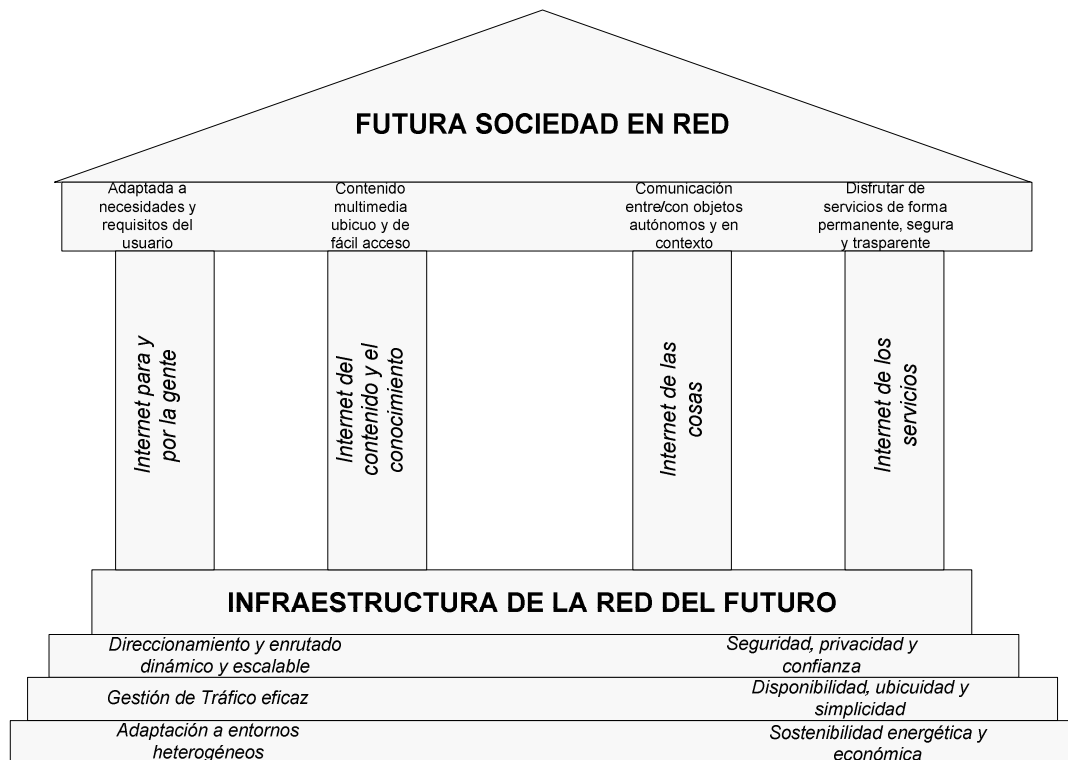 FUTURA SOCIEDAD EN RED
Adaptada a
necesidades y
requisitos del
usuario
Contenido
multimedia
ubicuo y de
fácil acceso
Comunicación
entre/con objetos
autónomos y en
contexto
Disfrutar de
servicios de forma
permanente, segura
y trasparente
Internet para y
por la gente
Internet del
contenido y el
conocimiento
Internet de las
cosas
Internet de los
servicios
INFRAESTRUCTURA DE LA RED DEL FUTURO
Direccionamiento y enrutado
dinámico y escalable
Seguridad, privacidad y
confianza
Gestión de Tráfico eficaz
Disponibilidad, ubicuidad y
simplicidad
Adaptación a entornos
heterogéneos
Sostenibilidad energética y
económica